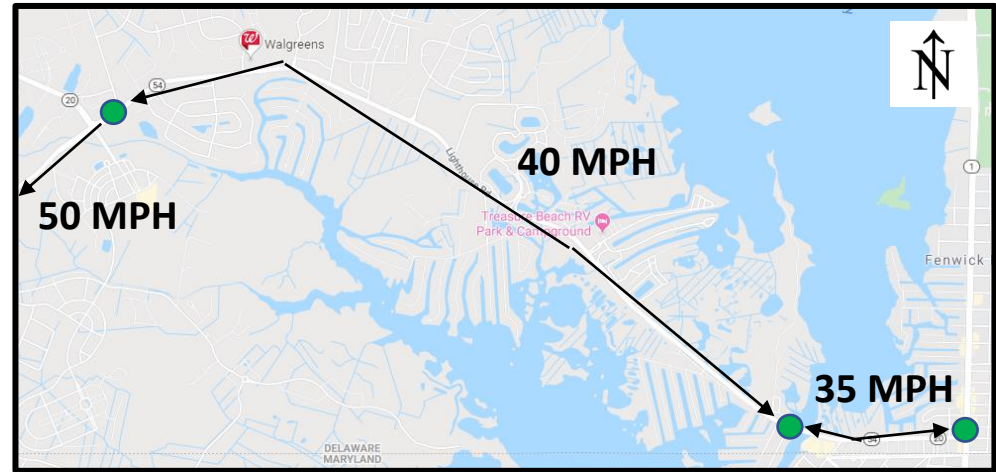 Walgreens
54
20
N
1
40 MPH
Lighthouse Rd
50 MPH
Treasure Beach RV
Park & Campground
Fenwick
35 MPH
54
20
DELAWARE
MARYLAND